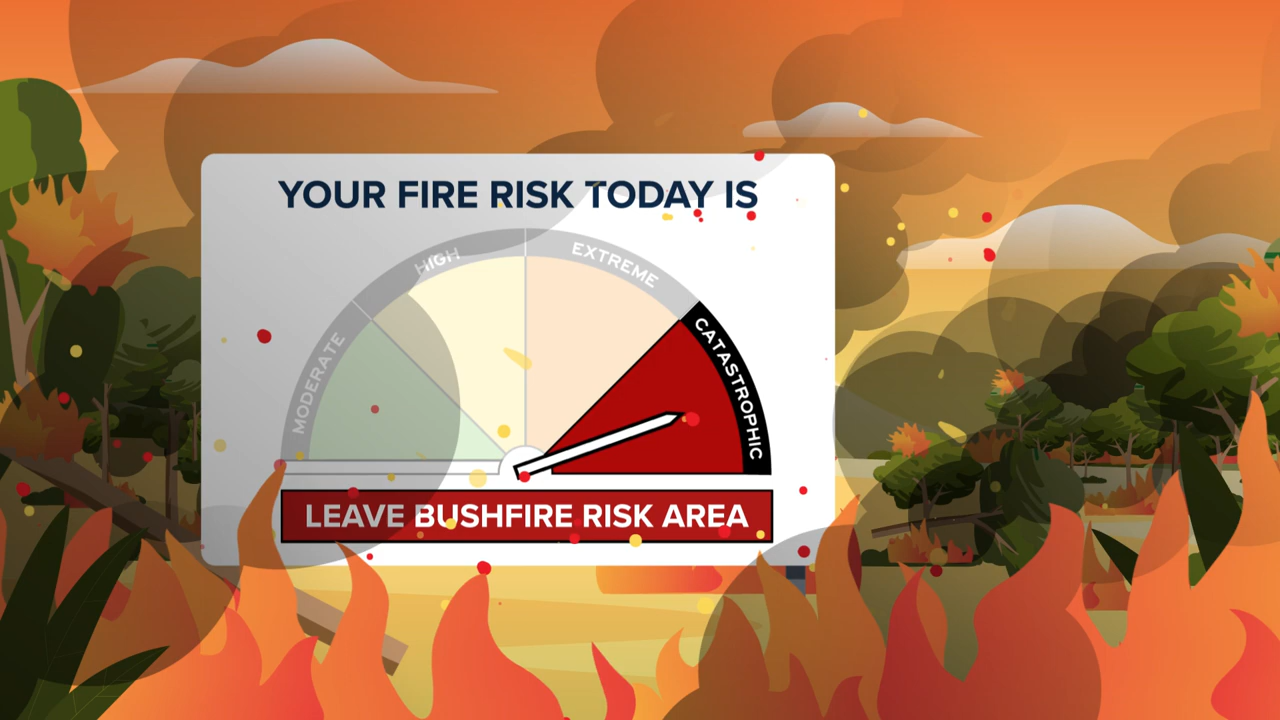 YOUR FIRE RISK TODAY IS
MODERATE
HIGH
EXTREME
CATASTROPHIC
LEAVE BUSHFIRE RISK AREA